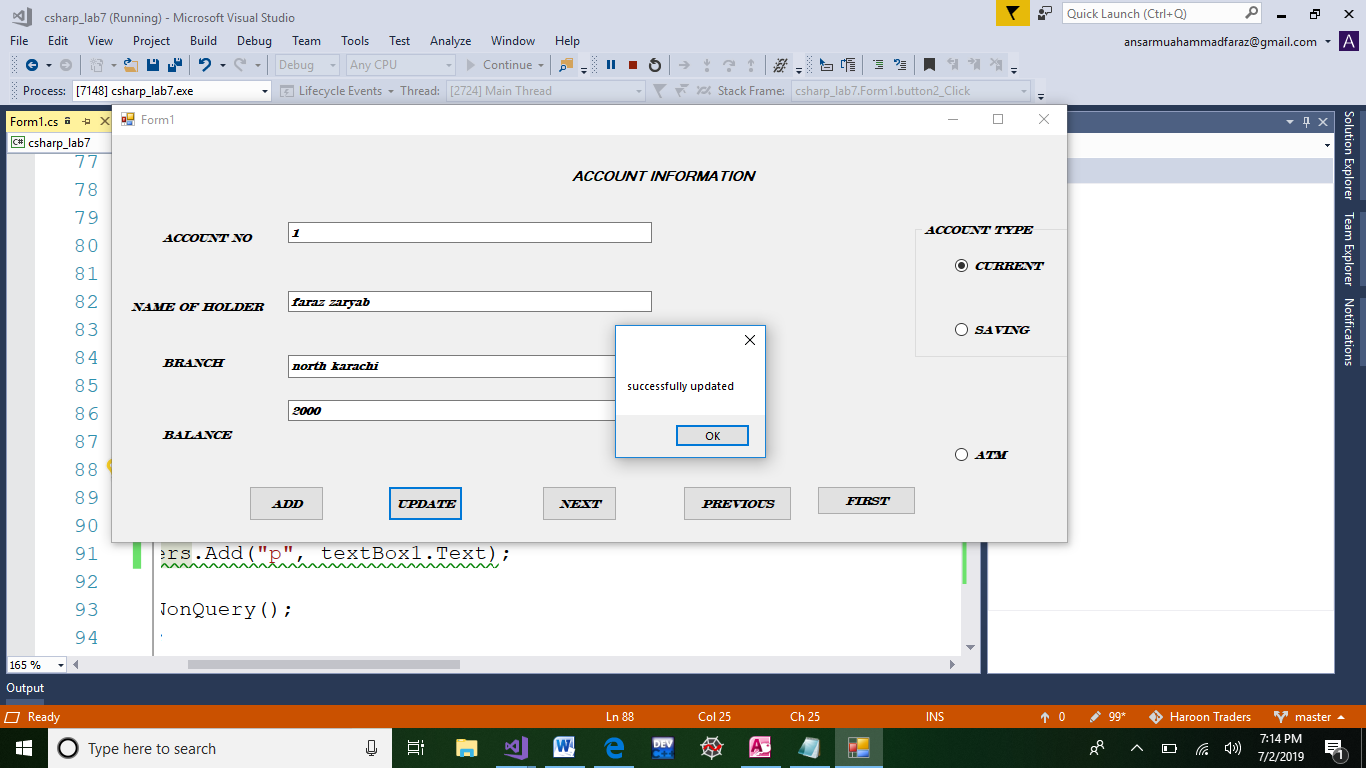 csharp_lab7 (Running) - Microsoft Visual Studio
Quick Launch (Ctrl+Q)
File Edit View Project Build Debug Team Tools Test Analyze Window Help
ansarmuahammadfaraz@gmail.com A
Debug Any CPU Continue
Process: [7148] csharp_lab7.exe Lifecycle Events Thread: [2724] Main Thread Stack Frame: csharp_lab7.Form1.button2_Click
Form1.cs
C# csharp_lab7
Form1
ACCOUNT INFORMATION
ACCOUNT NO 1
ACCOUNT TYPE
CURRENT
NAME OF HOLDER faraz zaryab
SAVING
BRANCH north karachi
successfully updated
OK
2000
BALANCE
ATM
ADD UPDATE NEXT PREVIOUS FIRST
77
78
79
80
81
82
83
84
85
86
87
88
89
90
91 ers.Add("p", textBox1.Text);
92
93 NonQuery();
94
165 %
Solution Explorer
Team Explorer
Notifications
Output
Ready Ln 88 Col 25 Ch 25 INS 0 99* Haroon Traders master
Type here to search
DEV
7:14 PM
7/2/2019
1